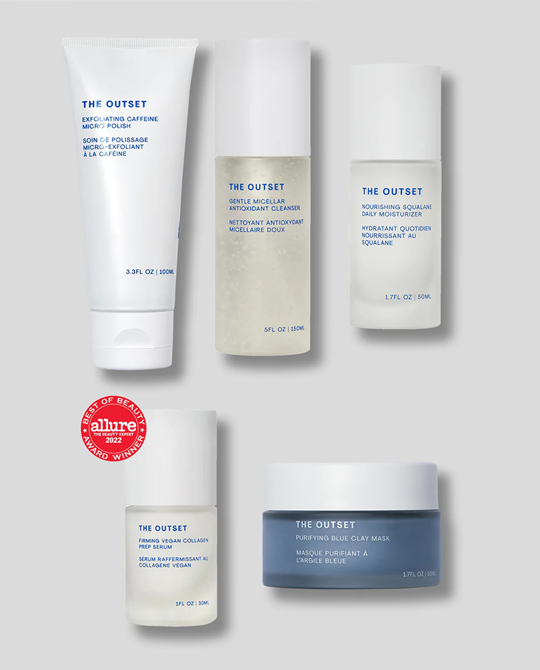 THE OUTSET
EXFOLIATING CAFFEINE
MICRO POLISH
SOIN DE POLISSAGE
MICRO-EXFOLIANT
À LA CAFÉINE
3.3FL OZ | 100ML
THE OUTSET
GENTLE MICELLAR
ANTIOXIDANT CLEANSER
NETTOYANT ANTIOXYDANT
MICELLAIRE DOUX
5FL OZ | 150ML
THE OUTSET
NOURISHING SQUALANE
DAILY MOISTURIZER
HYDRATANT QUOTIDIEN
NOURRISSANT AU
SQUALANE
1.7FL OZ | 50ML
BEST OF BEAUTY
allure
THE BEAUTY EXPERT
2022
AWARD WINNER
THE OUTSET
FIRMING VEGAN COLLAGEN
PREP SERUM
SÉRUM RAFFERMISSANT AU
COLLAGÈNE VÉGAN
1FL OZ | 30ML
THE OUTSET
PURIFYING BLUE CLAY MASK
MASQUE PURIFIANT À
L'ARGILE BLEUE
1.7FL OZ |